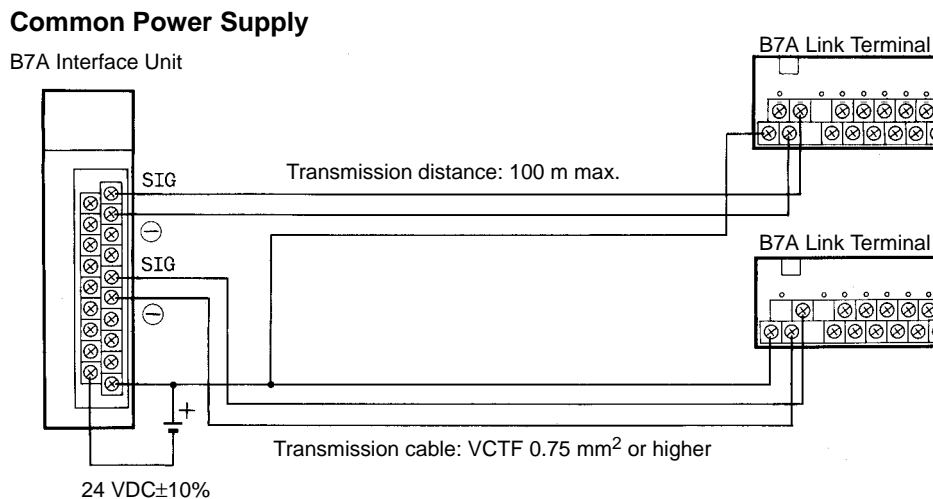 Common Power Supply
B7A Interface Unit
B7A Link Terminal
SIG
Transmission distance: 100 m max.
⊖
B7A Link Terminal
SIG
⊖
+
Transmission cable: VCTF 0.75 mm² or higher
24 VDC±10%